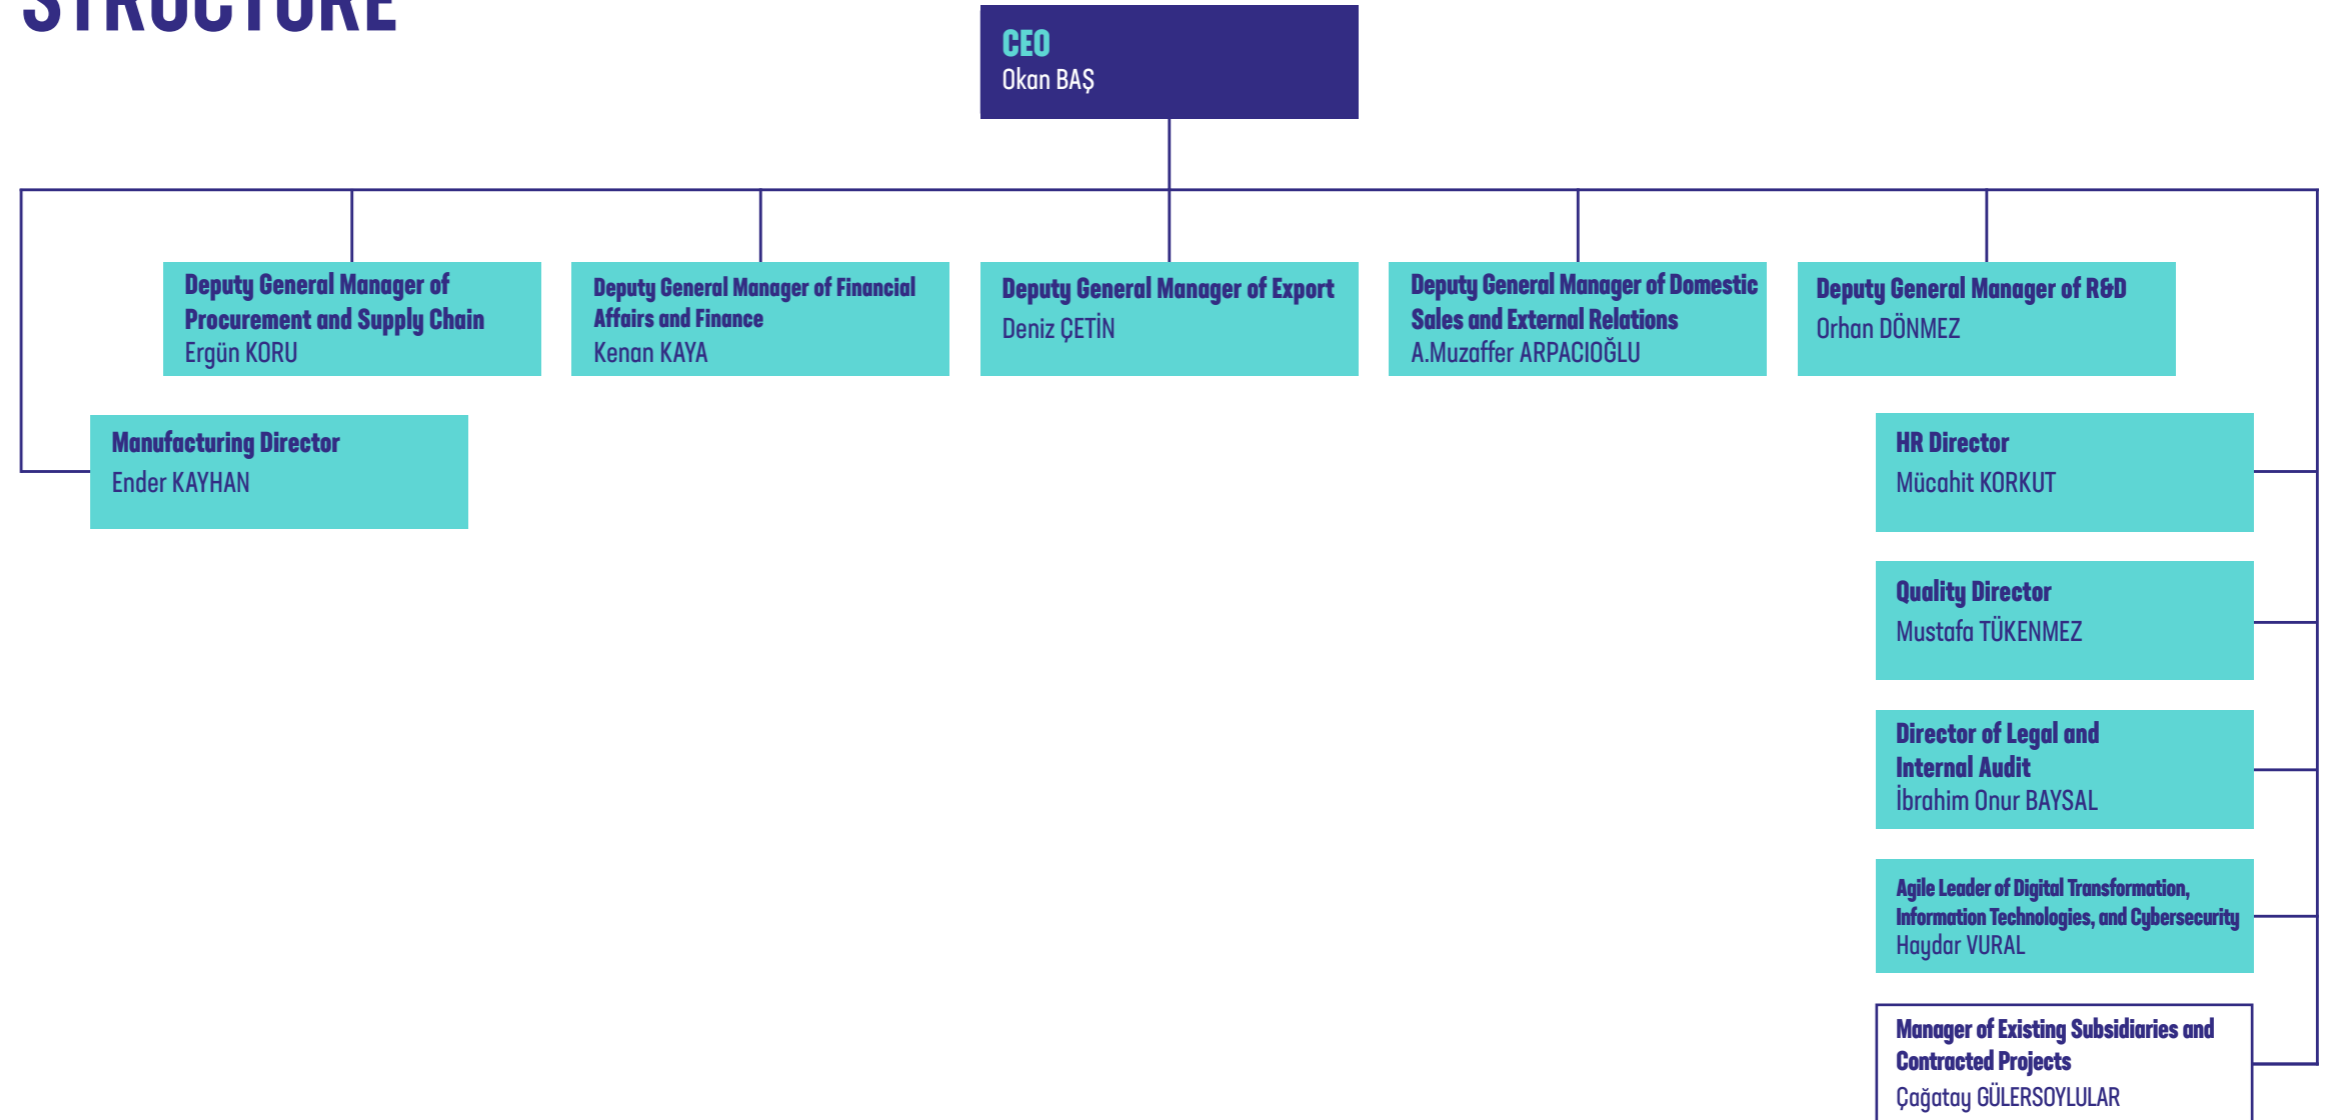 STRUCTURE
CEO
Okan BAŞ
Deputy General Manager of
Procurement and Supply Chain
Ergün KORU
Deputy General Manager of Financial
Affairs and Finance
Kenan KAYA
Deputy General Manager of Export
Deniz ÇETİN
Deputy General Manager of Domestic
Sales and External Relations
A.Muzaffer ARPACIOĞLU
Deputy General Manager of R&D
Orhan DÖNMEZ
Manufacturing Director
Ender KAYHAN
HR Director
Mücahit KORKUT
Quality Director
Mustafa TÜKENMEZ
Director of Legal and
Internal Audit
İbrahim Onur BAYSAL
Agile Leader of Digital Transformation,
Information Technologies, and Cybersecurity
Haydar VURAL
Manager of Existing Subsidiaries and
Contracted Projects
Çağatay GÜLERSOYLULAR